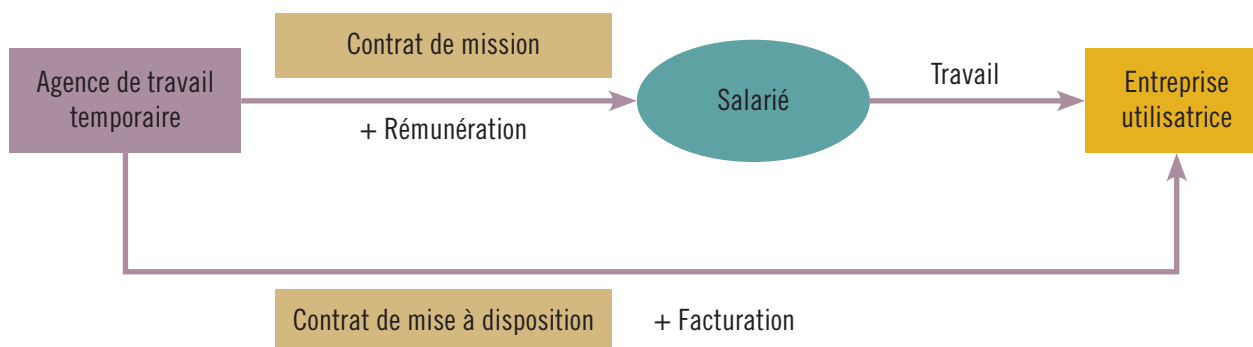 Contrat de mission
Agence de travail
temporaire
+ Rémunération
Salarié
Travail
Entreprise
utilisatrice
Contrat de mise à disposition
+ Facturation